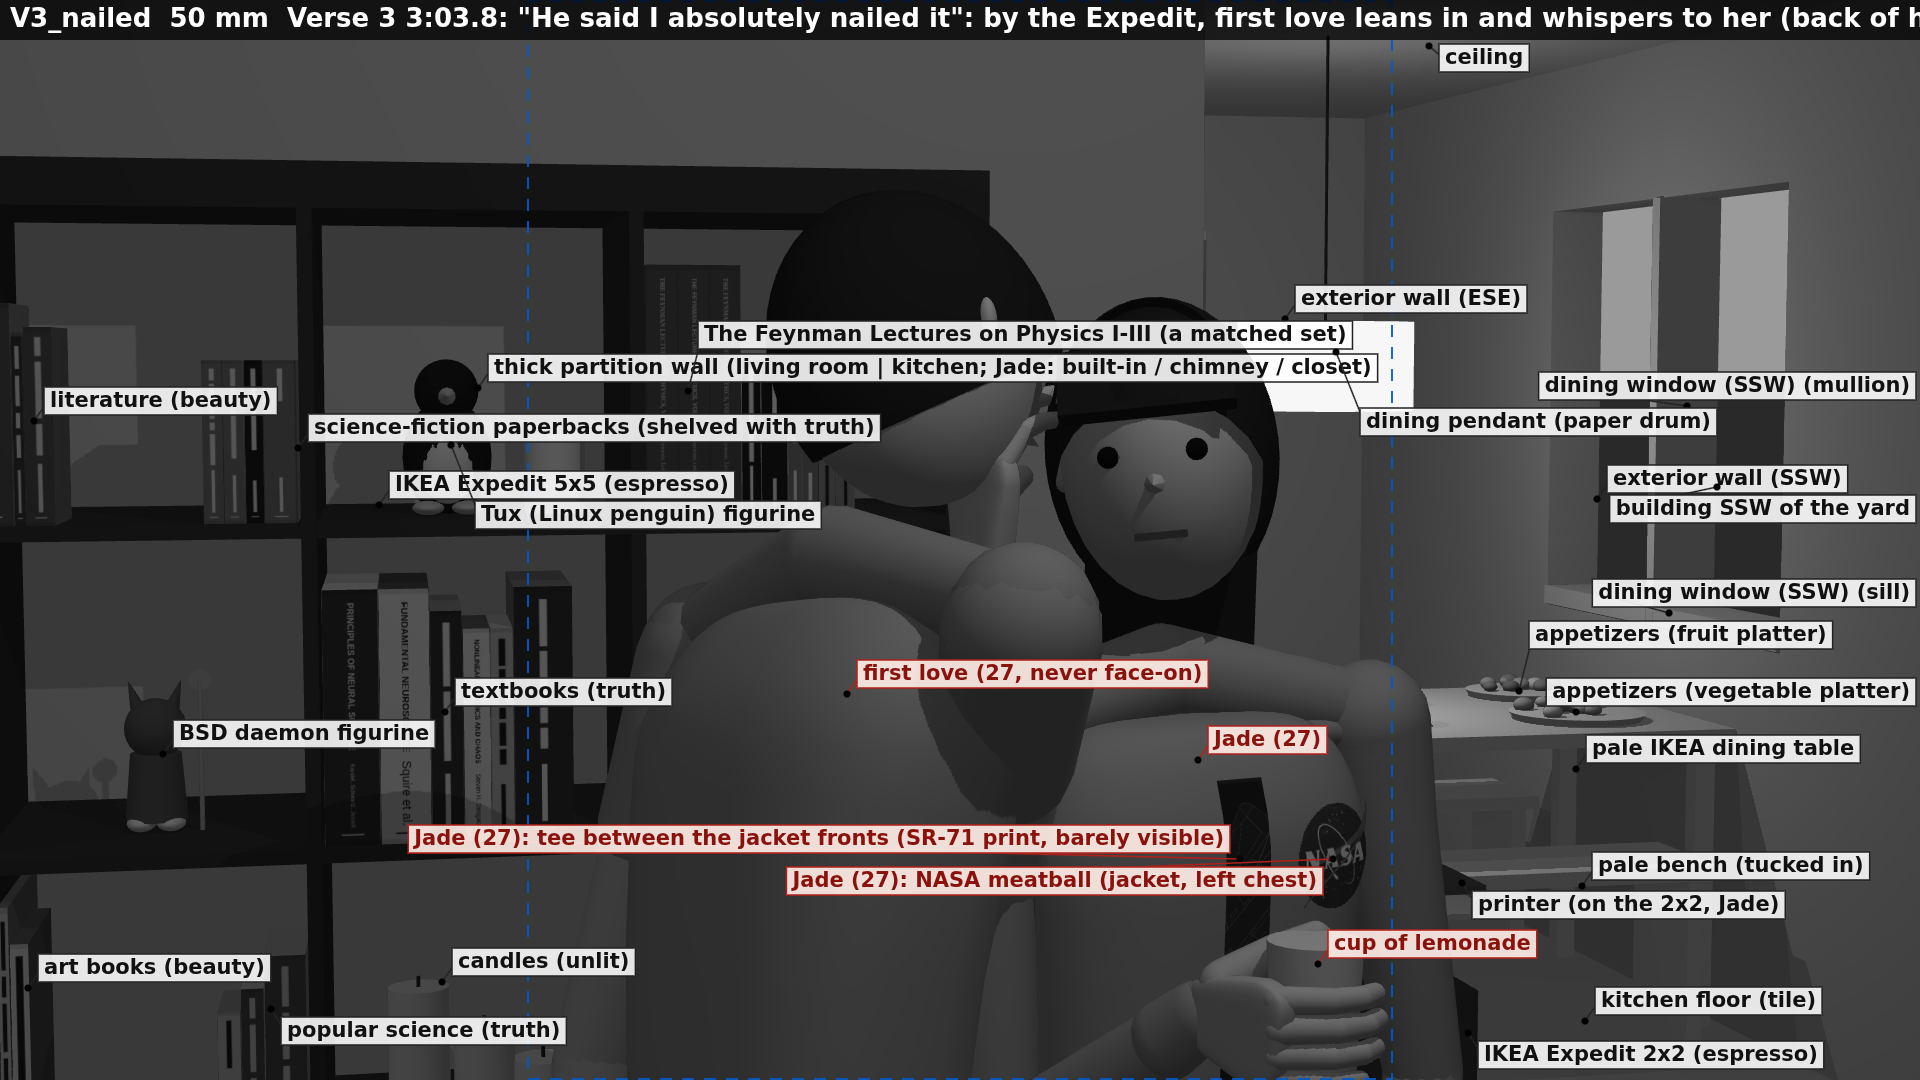 V3_nailed 50 mm Verse 3 3:03.8: "He said I absolutely nailed it": by the Expedit, first love leans in and whispers to her (back of h
ceiling
exterior wall (ESE)
The Feynman Lectures on Physics I-III (a matched set)
thick partition wall (living room | kitchen; Jade: built-in / chimney / closet)
dining window (SSW) (mullion)
literature (beauty)
dining pendant (paper drum)
science-fiction paperbacks (shelved with truth)
exterior wall (SSW)
IKEA Expedit 5x5 (espresso)
building SSW of the yard
Tux (Linux penguin) figurine
dining window (SSW) (sill)
appetizers (fruit platter)
first love (27, never face-on)
textbooks (truth)
appetizers (vegetable platter)
BSD daemon figurine
Jade (27)
pale IKEA dining table
PRINCIPLES OF NEURAL
Squire et al.
Jade (27): tee between the jacket fronts (SR-71 print, barely visible)
NASA
pale bench (tucked in)
Jade (27): NASA meatball (jacket, left chest)
printer (on the 2x2, Jade)
cup of lemonade
candles (unlit)
art books (beauty)
kitchen floor (tile)
popular science (truth)
IKEA Expedit 2x2 (espresso)